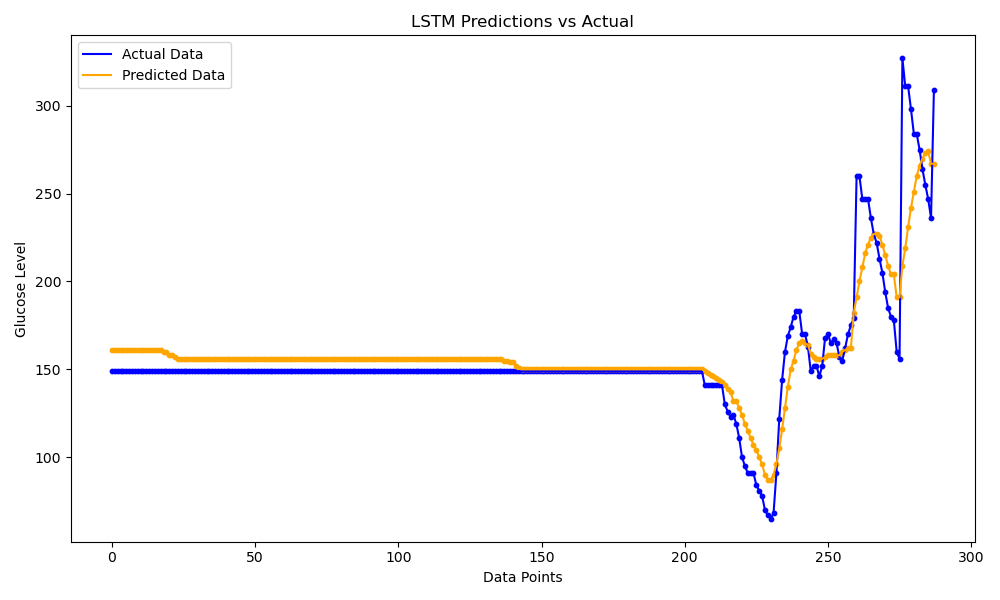 LSTM Predictions vs Actual
Actual Data
Predicted Data
Glucose Level
300
250
200
150
100
0
50
100
150
200
250
300
Data Points